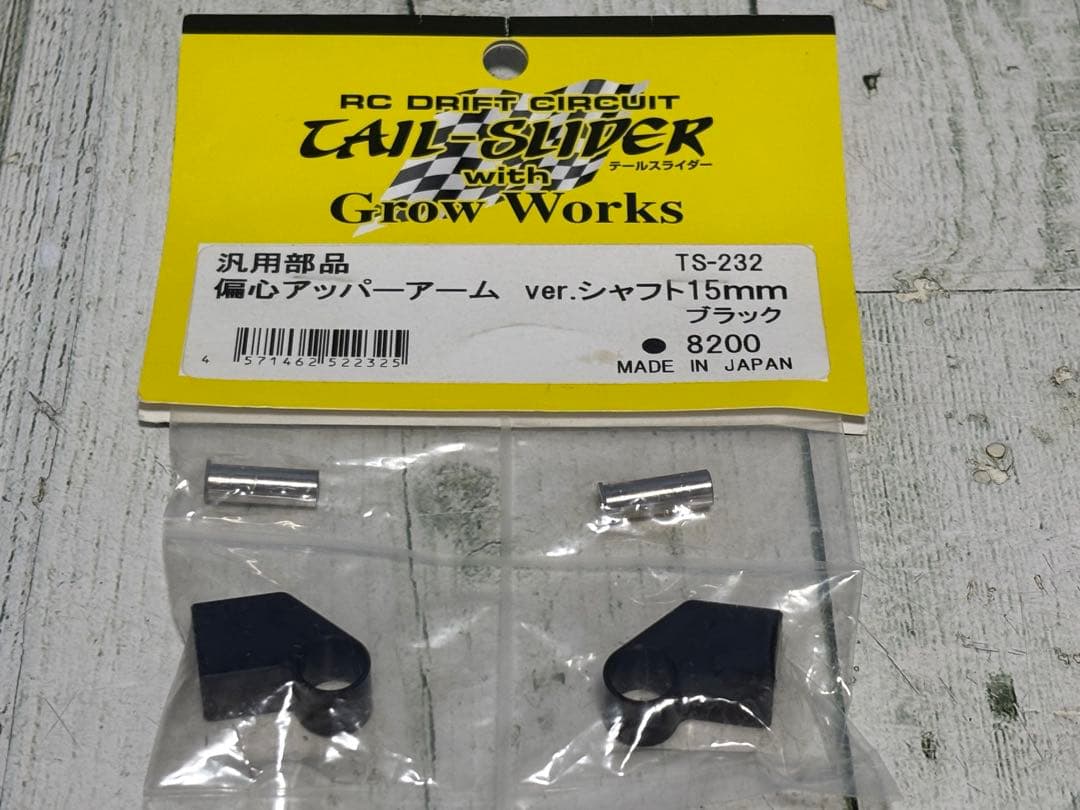 RC DRIFT CIRCUIT
TAIL-SLIDER
テールスライダー
with
Grow Works
汎用部品 TS-232
偏心アッパーアーム ver.シャフト15mm
ブラック
● 8200
4 571462 522325
MADE IN JAPAN